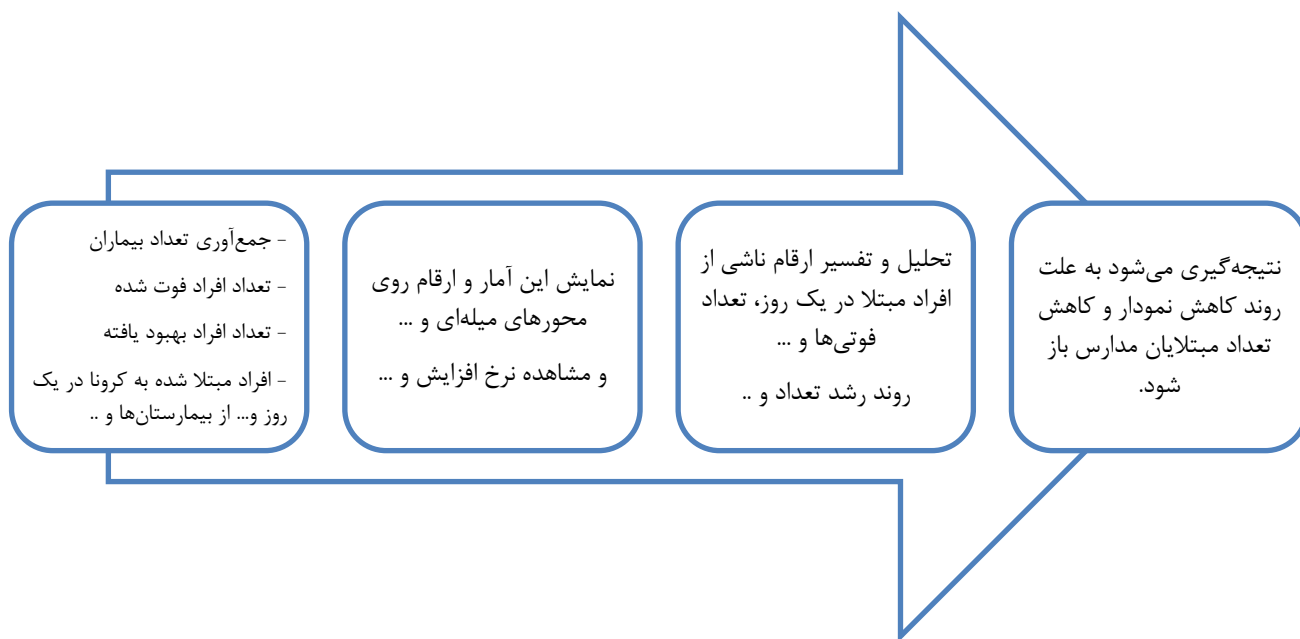 - جمع‌آوری تعداد بیماران
- تعداد افراد فوت شده
- تعداد افراد بهبود یافته
- افراد مبتلا شده به کرونا در یک
روز و... از بیمارستان‌ها و ..
نمایش این آمار و ارقام روی
محورهای میله‌ای و ...
و مشاهده نرخ افزایش و ...
تحلیل و تفسیر ارقام ناشی از
افراد مبتلا در یک روز، تعداد
فوتی‌ها و ...
روند رشد تعداد و ..
نتیجه‌گیری می‌شود به علت
روند کاهش نمودار و کاهش
تعداد مبتلایان مدارس باز
شود.